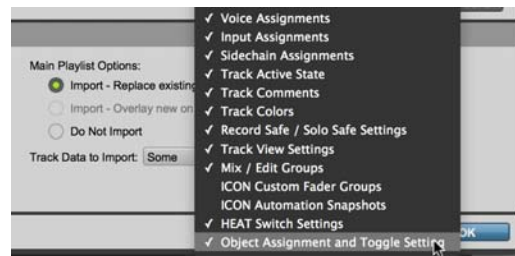 ✓ Voice Assignments
✓ Input Assignments
✓ Sidechain Assignments
✓ Track Active State
✓ Track Comments
✓ Track Colors
✓ Record Safe / Solo Safe Settings
✓ Track View Settings
✓ Mix / Edit Groups
ICON Custom Fader Groups
ICON Automation Snapshots
✓ HEAT Switch Settings
✓ Object Assignment and Toggle Setting
Main Playlist Options:
Import - Replace existing
Import - Overlay new on
Do Not Import
Track Data to Import: Some
OK